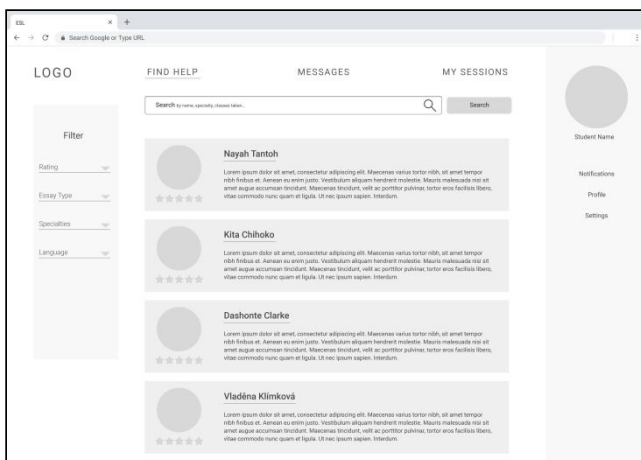 ESL
Search Google or Type URL
LOGO
FIND HELP
MESSAGES
MY SESSIONS
Search by name, specialty, classes taken...
Search
Filter
Rating
Essay Type
Specialties
Language
Nayah Tantoh
Lorem ipsum dolor sit amet, consectetur adipiscing elit. Maecenas varius tortor nibh, sit amet tempor
nibh finibus et. Aenean eu enim justo. Vestibulum aliquam hendrerit molestie. Mauris malesuada nisi sit
amet augue accumsan tincidunt. Maecenas tincidunt, velit ac porttitor pulvinar, tortor eros facilisis libero,
vitae commodo nunc quam et ligula. Ut nec ipsum sapien. Interdum.
Kita Chihoko
Lorem ipsum dolor sit amet, consectetur adipiscing elit. Maecenas varius tortor nibh, sit amet tempor
nibh finibus et. Aenean eu enim justo. Vestibulum aliquam hendrerit molestie. Mauris malesuada nisi sit
amet augue accumsan tincidunt. Maecenas tincidunt, velit ac porttitor pulvinar, tortor eros facilisis libero,
vitae commodo nunc quam et ligula. Ut nec ipsum sapien. Interdum.
Dashonte Clarke
Lorem ipsum dolor sit amet, consectetur adipiscing elit. Maecenas varius tortor nibh, sit amet tempor
nibh finibus et. Aenean eu enim justo. Vestibulum aliquam hendrerit molestie. Mauris malesuada nisi sit
amet augue accumsan tincidunt. Maecenas tincidunt, velit ac porttitor pulvinar, tortor eros facilisis libero,
vitae commodo nunc quam et ligula. Ut nec ipsum sapien. Interdum.
Vladěna Klímková
Lorem ipsum dolor sit amet, consectetur adipiscing elit. Maecenas varius tortor nibh, sit amet tempor
nibh finibus et. Aenean eu enim justo. Vestibulum aliquam hendrerit molestie. Mauris malesuada nisi sit
amet augue accumsan tincidunt. Maecenas tincidunt, velit ac porttitor pulvinar, tortor eros facilisis libero,
vitae commodo nunc quam et ligula. Ut nec ipsum sapien. Interdum.
Student Name
Notifications
Profile
Settings